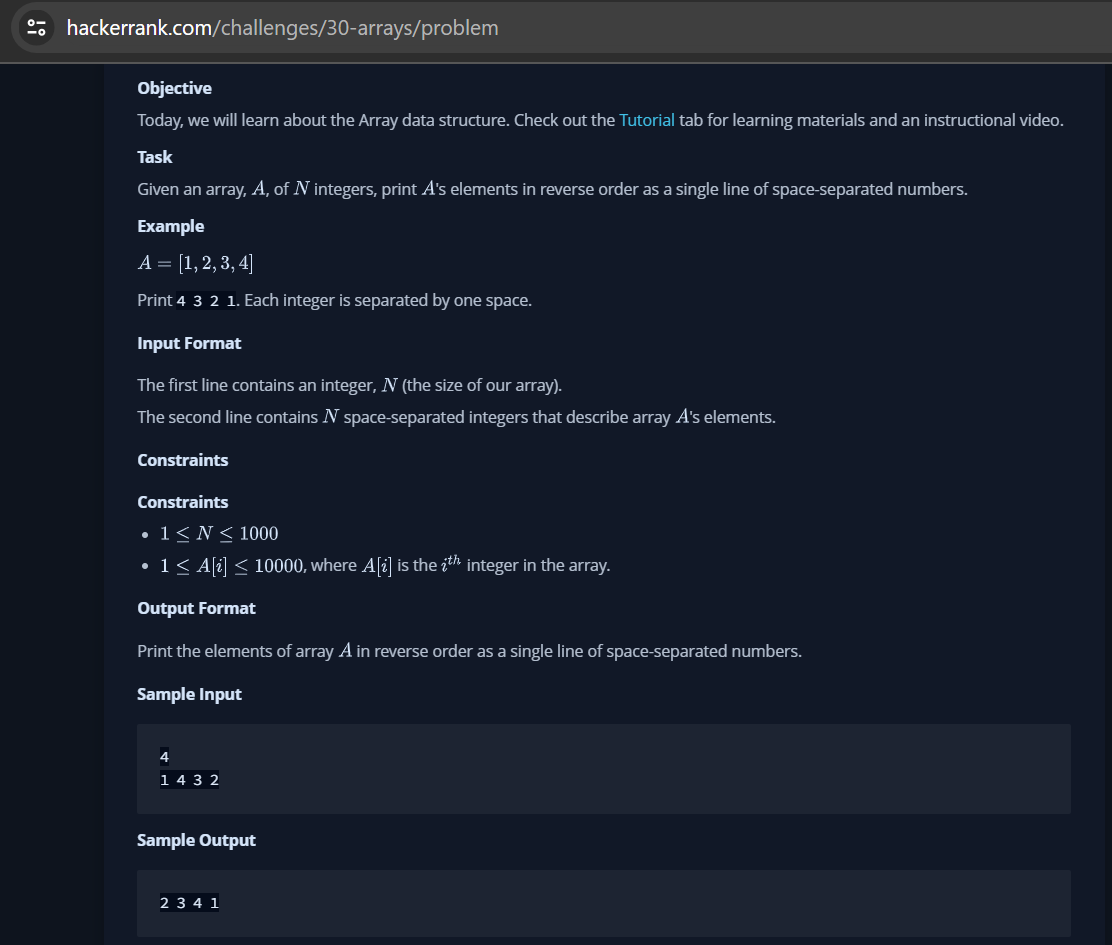 hackerrank.com/challenges/30-arrays/problem
Objective
Today, we will learn about the Array data structure. Check out the Tutorial tab for learning materials and an instructional video.
Task
Given an array, A, of N integers, print A's elements in reverse order as a single line of space-separated numbers.
Example
A = [1, 2, 3, 4]
Print 4 3 2 1. Each integer is separated by one space.
Input Format
The first line contains an integer, N (the size of our array).
The second line contains N space-separated integers that describe array A's elements.
Constraints
Constraints
• 1 ≤ N ≤ 1000
• 1 ≤ A[i] ≤ 10000, where A[i] is the iᵗʰ integer in the array.
Output Format
Print the elements of array A in reverse order as a single line of space-separated numbers.
Sample Input
4
1 4 3 2
Sample Output
2 3 4 1